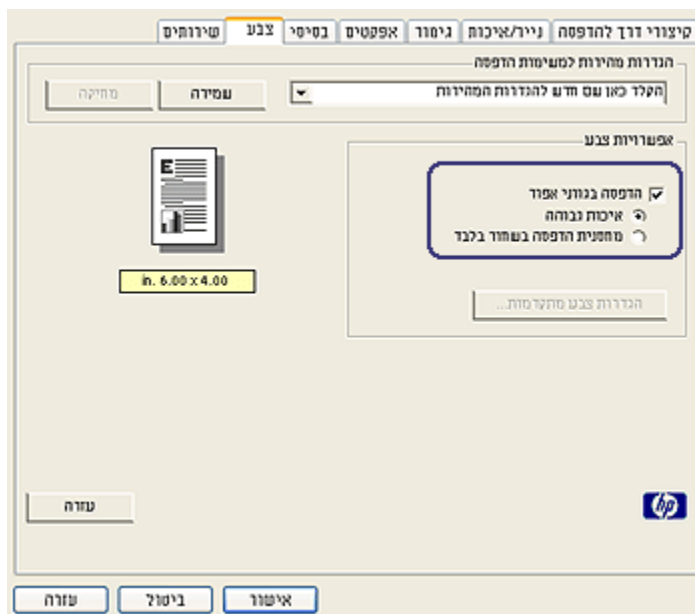 קיצורי דרך להדפסה נייר/איכות גימור אפקטים בסיסי צבע שירותים
הגדרות מהירות למשימות הדפסה
הקלד כאן שם חדש להגדרות המהירות שמירה מחיקה
אפשרויות צבע
הדפסה בגווני אפור
איכות גבוהה
מחסנית הדפסה בשחור בלבד
הגדרות צבע מתקדמות...
E
in. 6.00 x 4.00
עזרה
hp
אישור ביטול עזרה